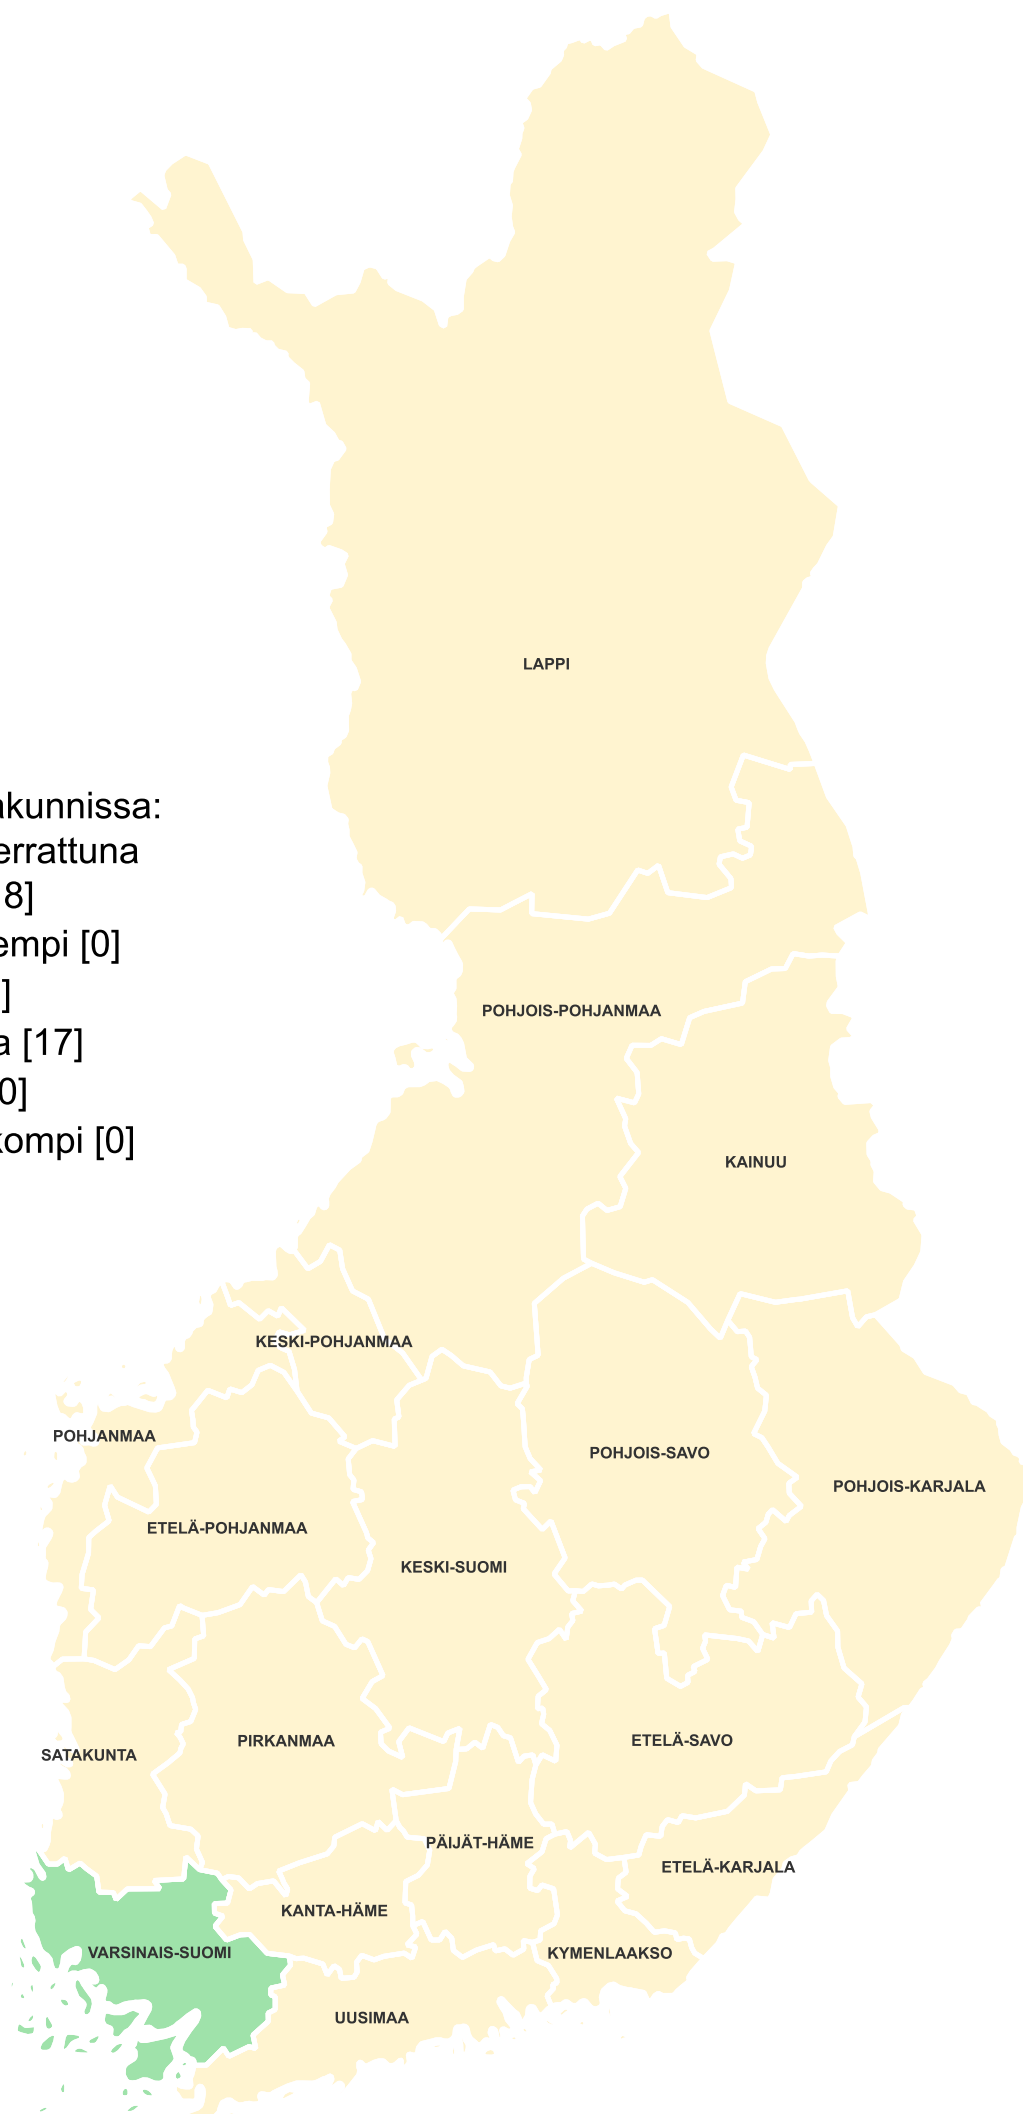 LAPPI
akunnissa:
errattuna
18]
empi [0]
]
a [17]
0]
kompi [0]
POHJOIS-POHJANMAA
KAINUU
KESKI-POHJANMAA
POHJANMAA
POHJOIS-SAVO
POHJOIS-KARJALA
ETELÄ-POHJANMAA
KESKI-SUOMI
PIRKANMAA
ETELÄ-SAVO
SATAKUNTA
PÄIJÄT-HÄME
ETELÄ-KARJALA
KANTA-HÄME
VARSINAIS-SUOMI
KYMENLAAKSO
UUSIMAA